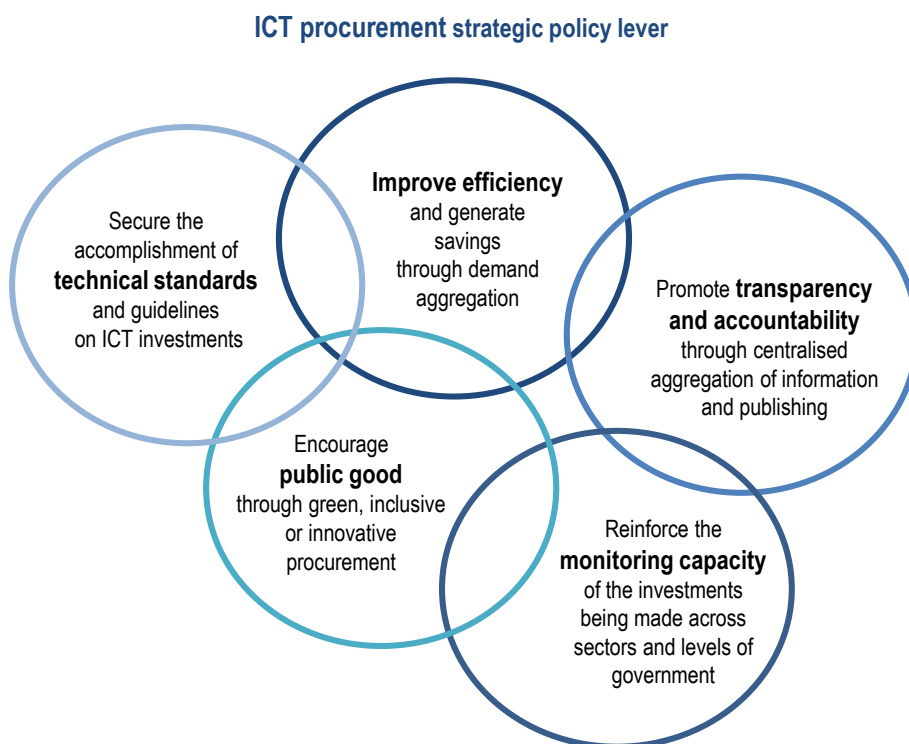 ICT procurement strategic policy lever
Secure the
accomplishment of
technical standards
and guidelines
on ICT investments
Improve efficiency
and generate
savings
through demand
aggregation
Promote transparency
and accountability
through centralised
aggregation of information
and publishing
Encourage
public good
through green, inclusive
or innovative
procurement
Reinforce the
monitoring capacity
of the investments
being made across
sectors and levels of
government